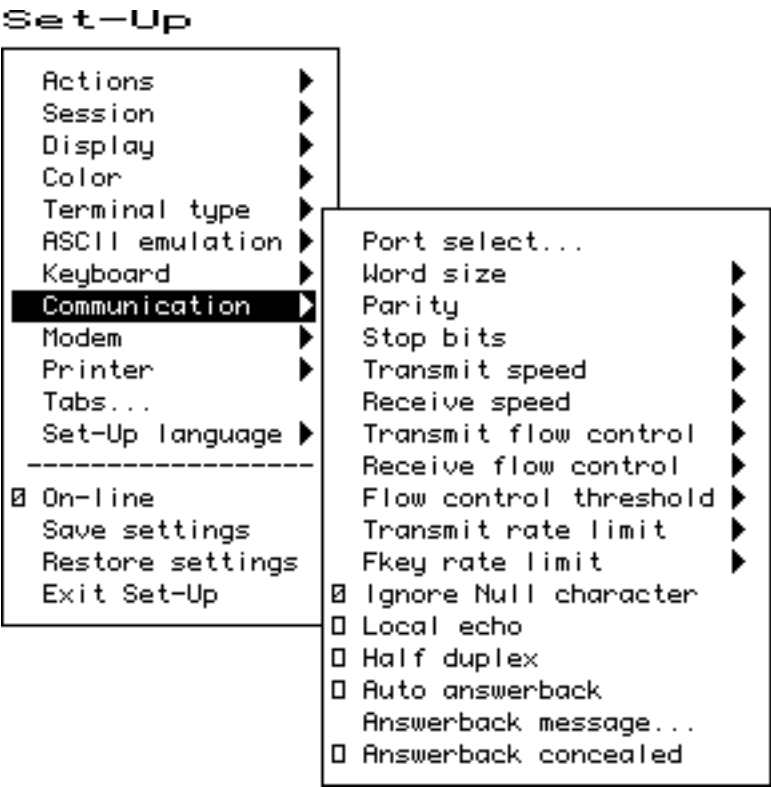 Set-Up
Actions
Session
Display
Color
Terminal type
ASCII emulation
Keyboard
Communication
Modem
Printer
Tabs...
Set-Up language
------------------
On-line
Save settings
Restore settings
Exit Set-Up
Port select...
Word size
Parity
Stop bits
Transmit speed
Receive speed
Transmit flow control
Receive flow control
Flow control threshold
Transmit rate limit
Fkey rate limit
Ignore Null character
Local echo
Half duplex
Auto answerback
Answerback message...
Answerback concealed